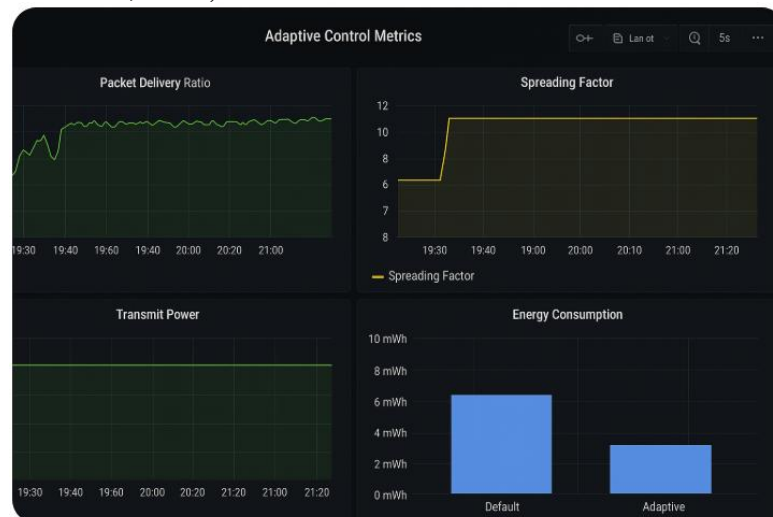 Adaptive Control Metrics
Lan ot
5s
Packet Delivery Ratio
19:30 19:40 19:60 19:40 20:00 20:20 21:00
Spreading Factor
12
10
8
6
7
8
19:30 19:40 19:00 20:00 20:10 21:00 21:20
Spreading Factor
Transmit Power
19:30 19:40 19:60 20:00 20:20 21:20 21:00 21:20
Energy Consumption
10 mWh
8 mWh
6 mWh
4 mWh
2 mWh
0 mWh
Default Adaptive